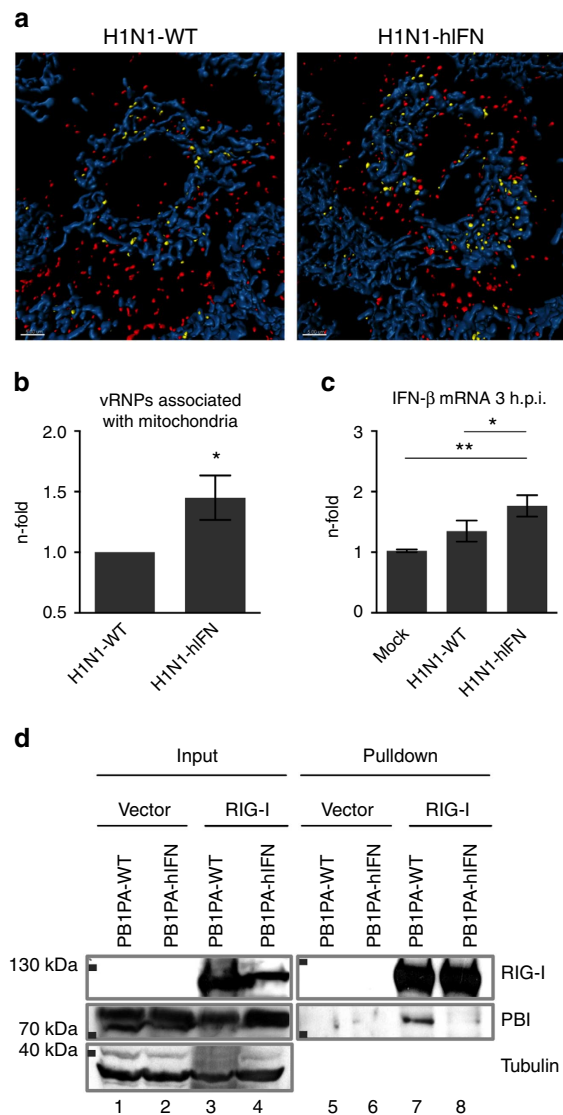 a
H1N1-WT
H1N1-hIFN
b
vRNPs associated
with mitochondria
2.0
*
1.5
n-fold
1.0
0.5
H1N1-WT
H1N1-hIFN
c
IFN-β mRNA 3 h.p.i.
3
*
**
2
n-fold
1
0
Mock
H1N1-WT
H1N1-hIFN
d
Input
Pulldown
Vector
RIG-I
Vector
RIG-I
PB1PA-WT
PB1PA-hIFN
PB1PA-WT
PB1PA-hIFN
PB1PA-WT
PB1PA-hIFN
PB1PA-WT
PB1PA-hIFN
130 kDa
RIG-I
70 kDa
PBI
40 kDa
Tubulin
1 2 3 4 5 6 7 8